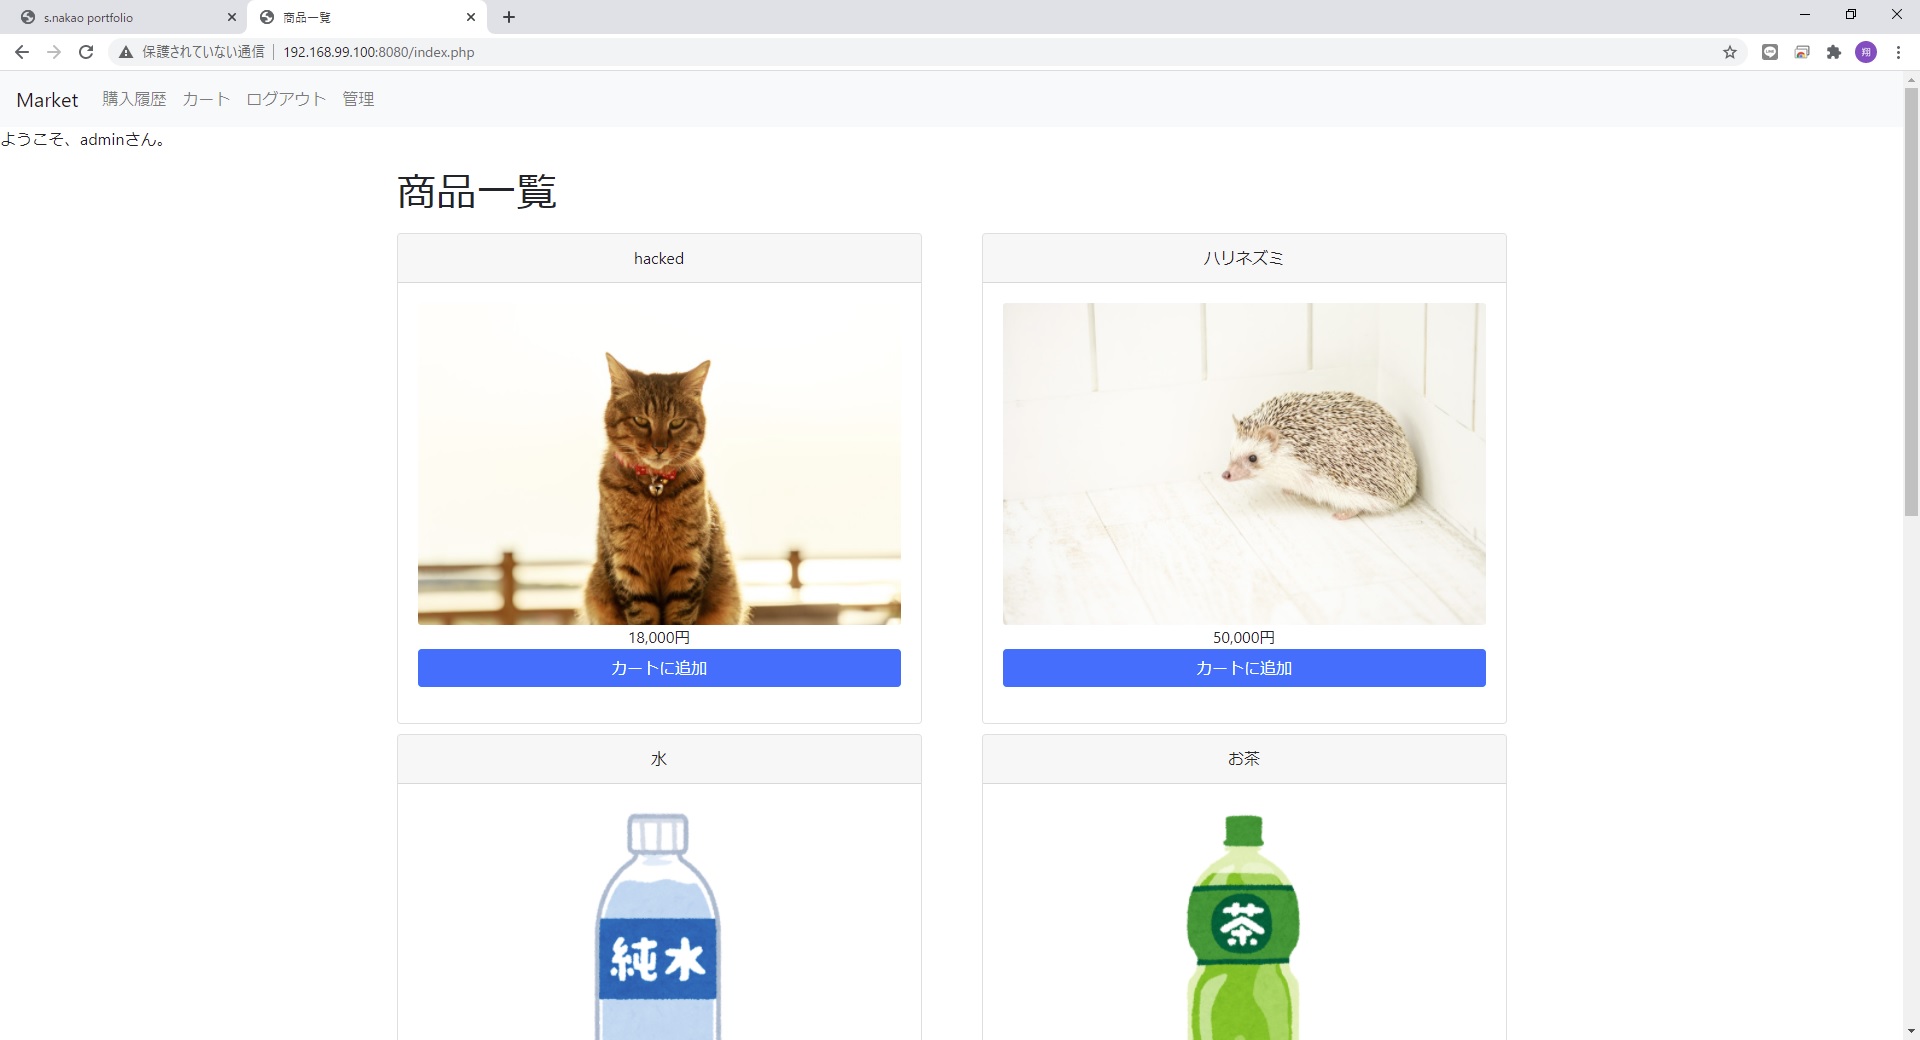 s.nakao portfolio
商品一覧
保護されていない通信 | 192.168.99.100:8080/index.php
翔
Market 購入履歴 カート ログアウト 管理
ようこそ、adminさん。
商品一覧
hacked
ハリネズミ
18,000円
50,000円
カートに追加
カートに追加
水
お茶
純水
茶